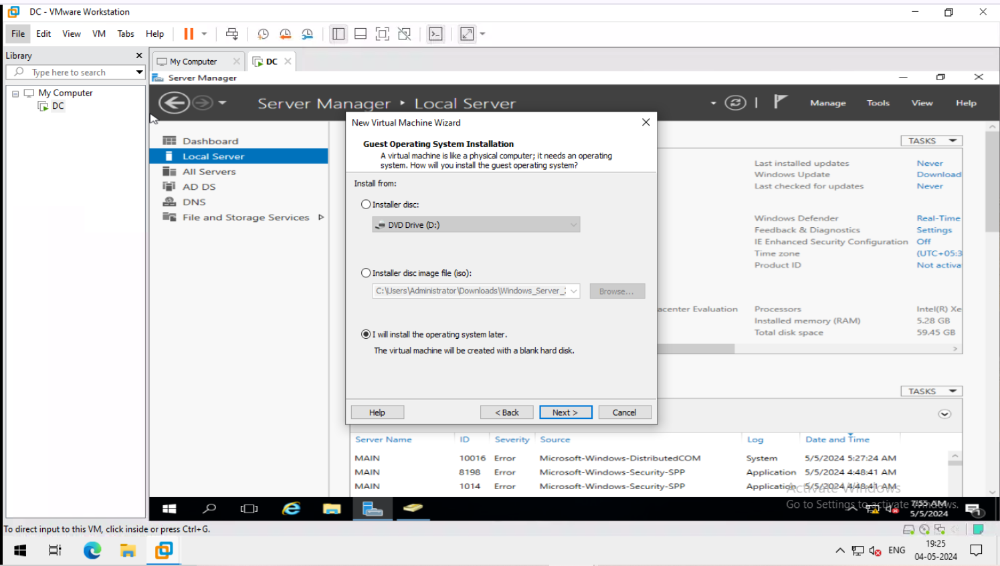 DC - VMware Workstation
File Edit View VM Tabs Help
Library
Type here to search
My Computer
DC
My Computer
DC
Server Manager
Server Manager • Local Server
Manage Tools View Help
Dashboard
Local Server
All Servers
AD DS
DNS
File and Storage Services
New Virtual Machine Wizard
Guest Operating System Installation
A virtual machine is like a physical computer; it needs an operating
system. How will you install the guest operating system?
Install from:
Installer disc:
DVD Drive (D:)
Installer disc image file (iso):
C:\Users\Administrator\Downloads\Windows_Server_
Browse...
I will install the operating system later.
The virtual machine will be created with a blank hard disk.
Help < Back Next > Cancel
TASKS
Last installed updates Never
Windows Update Download
Last checked for updates Never
Windows Defender Real-Time
Feedback & Diagnostics Settings
IE Enhanced Security Configuration Off
Time zone (UTC+05:3
Product ID Not activa
acenter Evaluation Processors Intel(R) Xe
Installed memory (RAM) 5.28 GB
Total disk space 59.45 GB
TASKS
Server Name ID Severity Source Log Date and Time
MAIN 10016 Error Microsoft-Windows-DistributedCOM System 5/5/2024 5:27:24 AM
MAIN 8198 Error Microsoft-Windows-Security-SPP Application 5/5/2024 4:48:41 AM
MAIN 1014 Error Microsoft-Windows-Security-SPP Application 5/5/2024 4:48:41 AM
Activate Windows
Go to Settings to activate Windows.
7:55 AM
5/5/2024
1
To direct input to this VM, click inside or press Ctrl+G.
ENG
19:25
04-05-2024